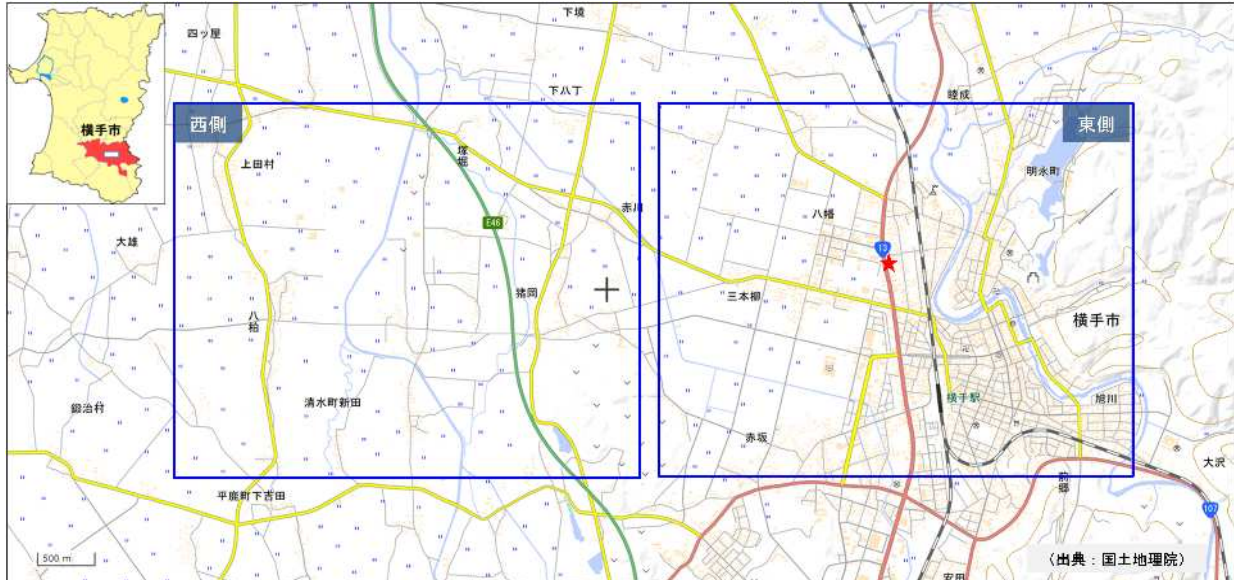 四ツ屋
下境
横手市
西側
上田村
塚堀
下八丁
睦成
東側
明永町
大雄
赤川
八幡
E46
13
猪岡
三本柳
横手市
八柏
鍛治村
清水町新田
横手駅
旭川
赤坂
大沢
平鹿町下吉田
前郷
107
500 m
安田
（出典：国土地理院）